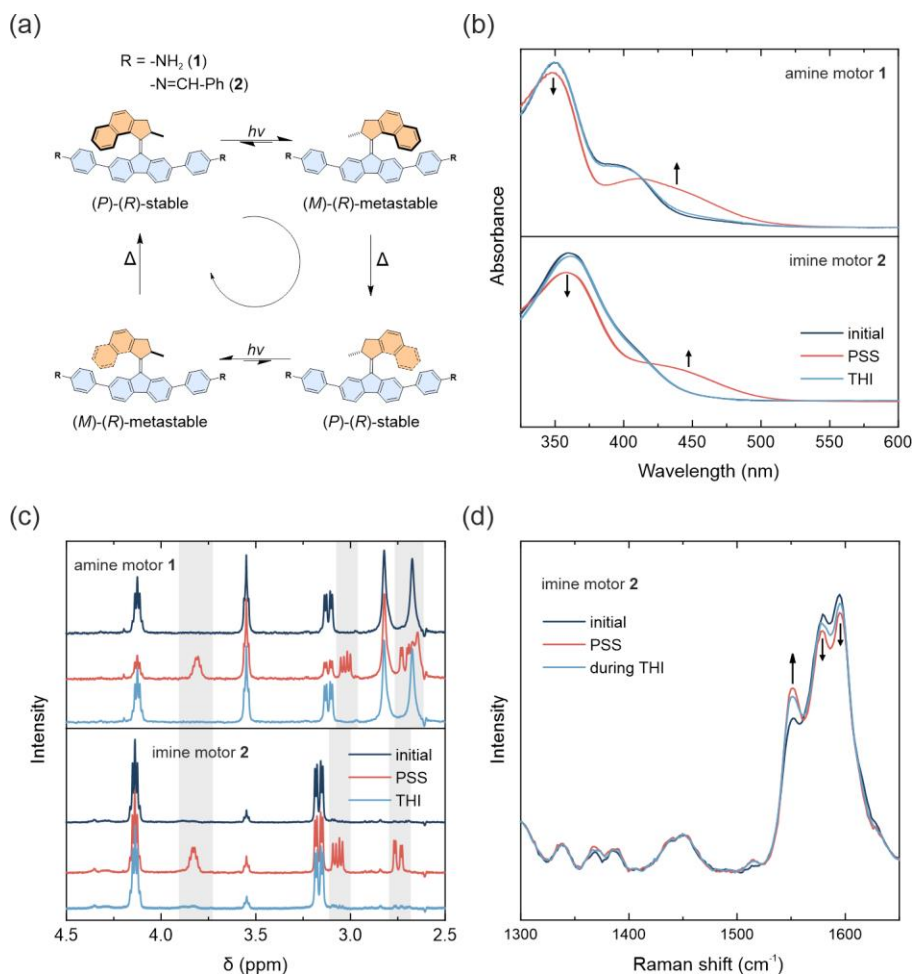 (a)
R = -NH₂ (1)
-N=CH-Ph (2)
R
R
hν
R
R
(P)-(R)-stable
(M)-(R)-metastable
Δ
Δ
R
R
hν
R
R
(M)-(R)-metastable
(P)-(R)-stable
(b)
amine motor 1
imine motor 2
initial
PSS
THI
Absorbance
350
400
450
500
550
600
Wavelength (nm)
(c)
amine motor 1
initial
PSS
THI
imine motor 2
Intensity
4.5
4.0
3.5
3.0
2.5
δ (ppm)
(d)
imine motor 2
initial
PSS
during THI
Intensity
1300
1400
1500
1600
Raman shift (cm⁻¹)